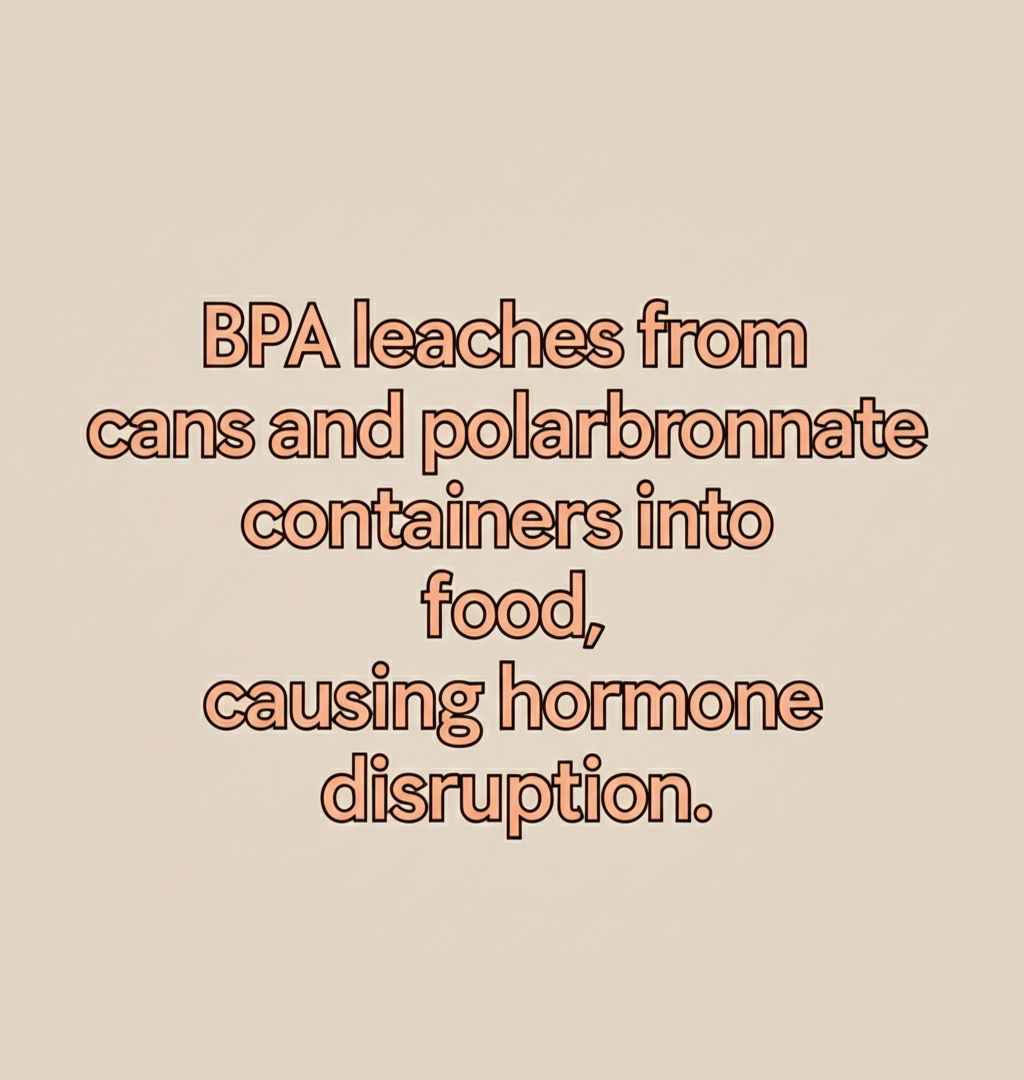 BPA leaches from
cans and polarbronnate
containers into
food,
causing hormone
disruption.